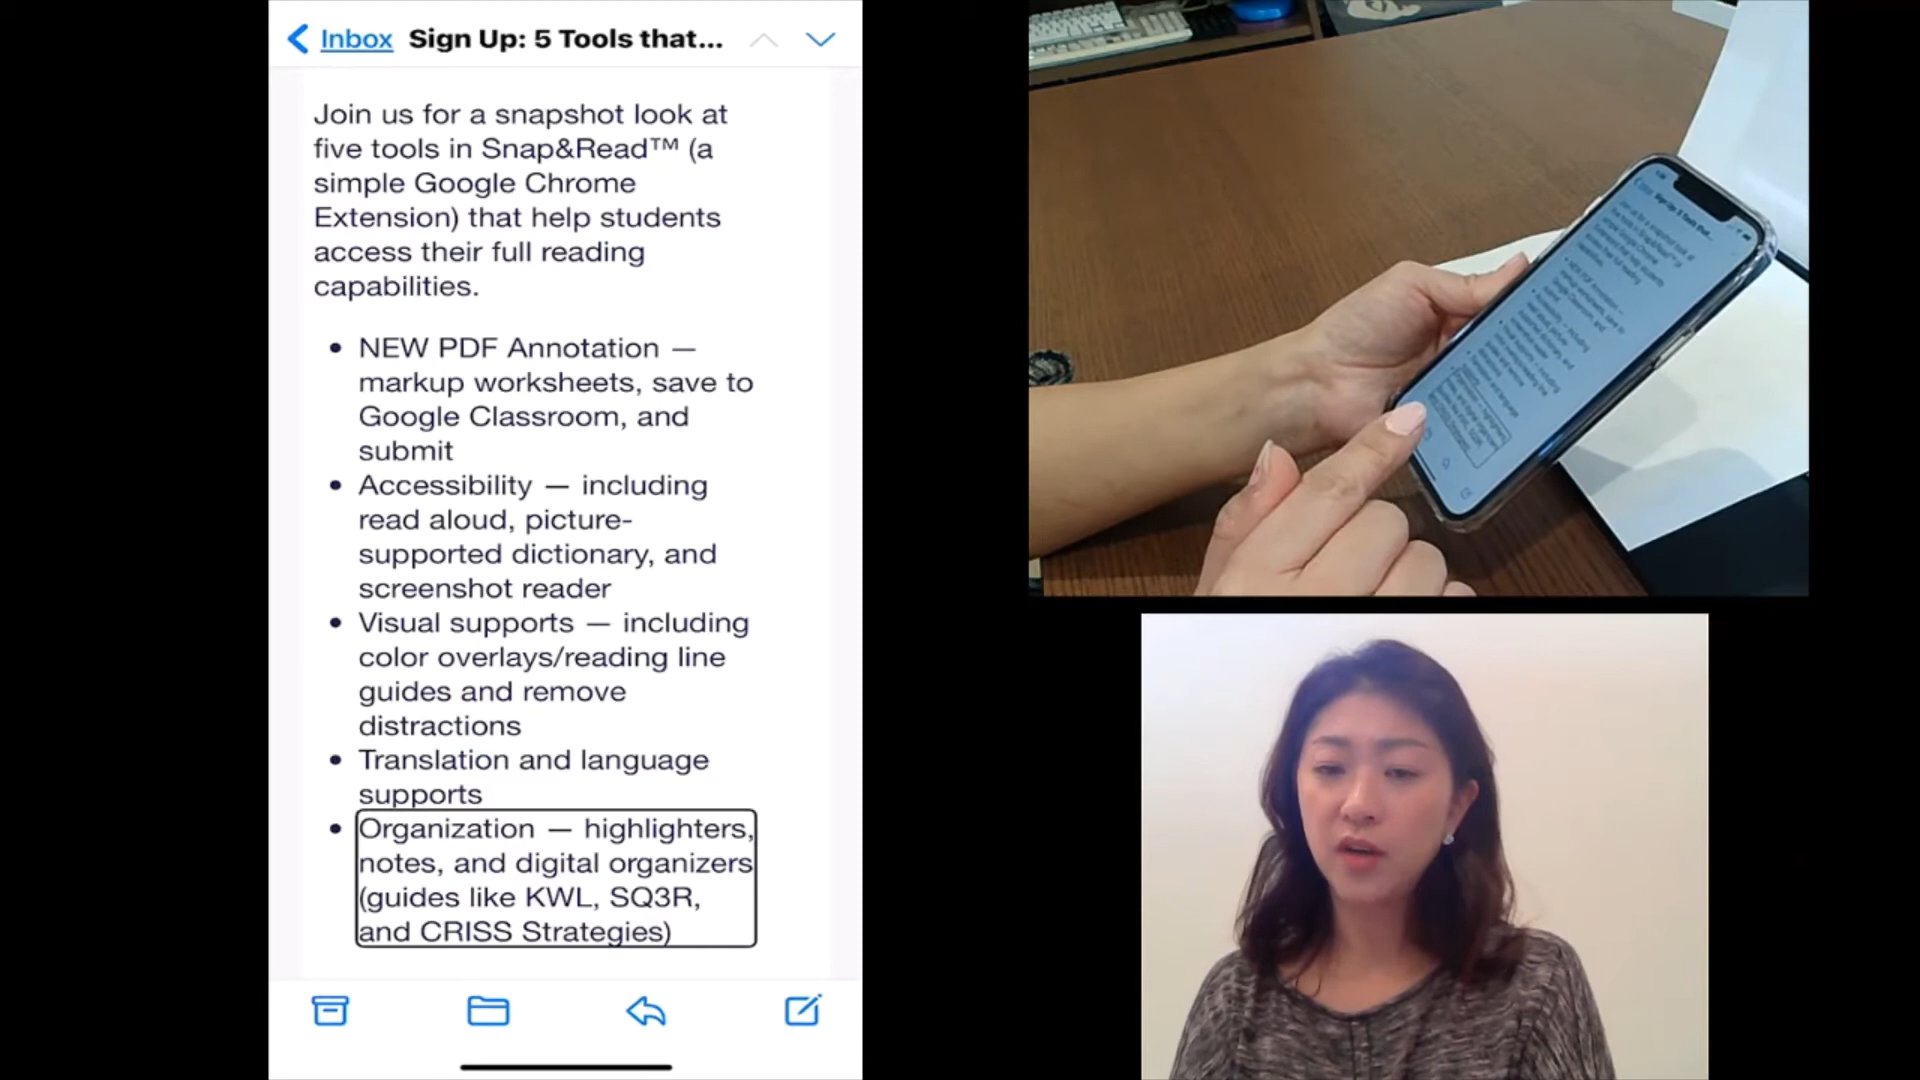 Inbox Sign Up: 5 Tools that...
Join us for a snapshot look at
five tools in Snap&Read™ (a
simple Google Chrome
Extension) that help students
access their full reading
capabilities.
• NEW PDF Annotation —
markup worksheets, save to
Google Classroom, and
submit
• Accessibility — including
read aloud, picture-
supported dictionary, and
screenshot reader
• Visual supports — including
color overlays/reading line
guides and remove
distractions
• Translation and language
supports
• Organization — highlighters,
notes, and digital organizers
(guides like KWL, SQ3R,
and CRISS Strategies)